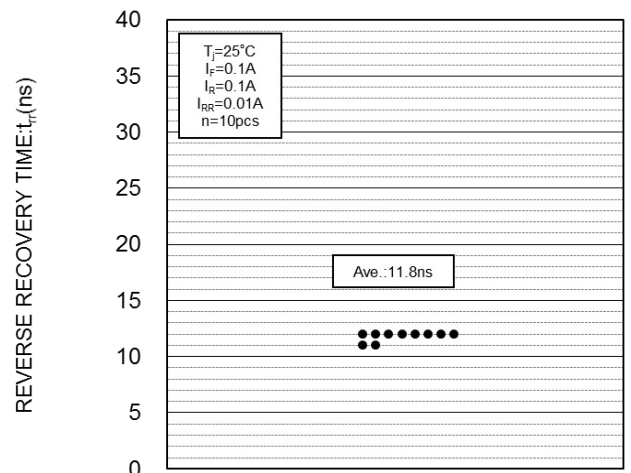 REVERSE RECOVERY TIME:trr(ns)
40
35
30
25
20
15
10
5
0
Tj=25°C
IF=0.1A
IR=0.1A
IRR=0.01A
n=10pcs
Ave.:11.8ns